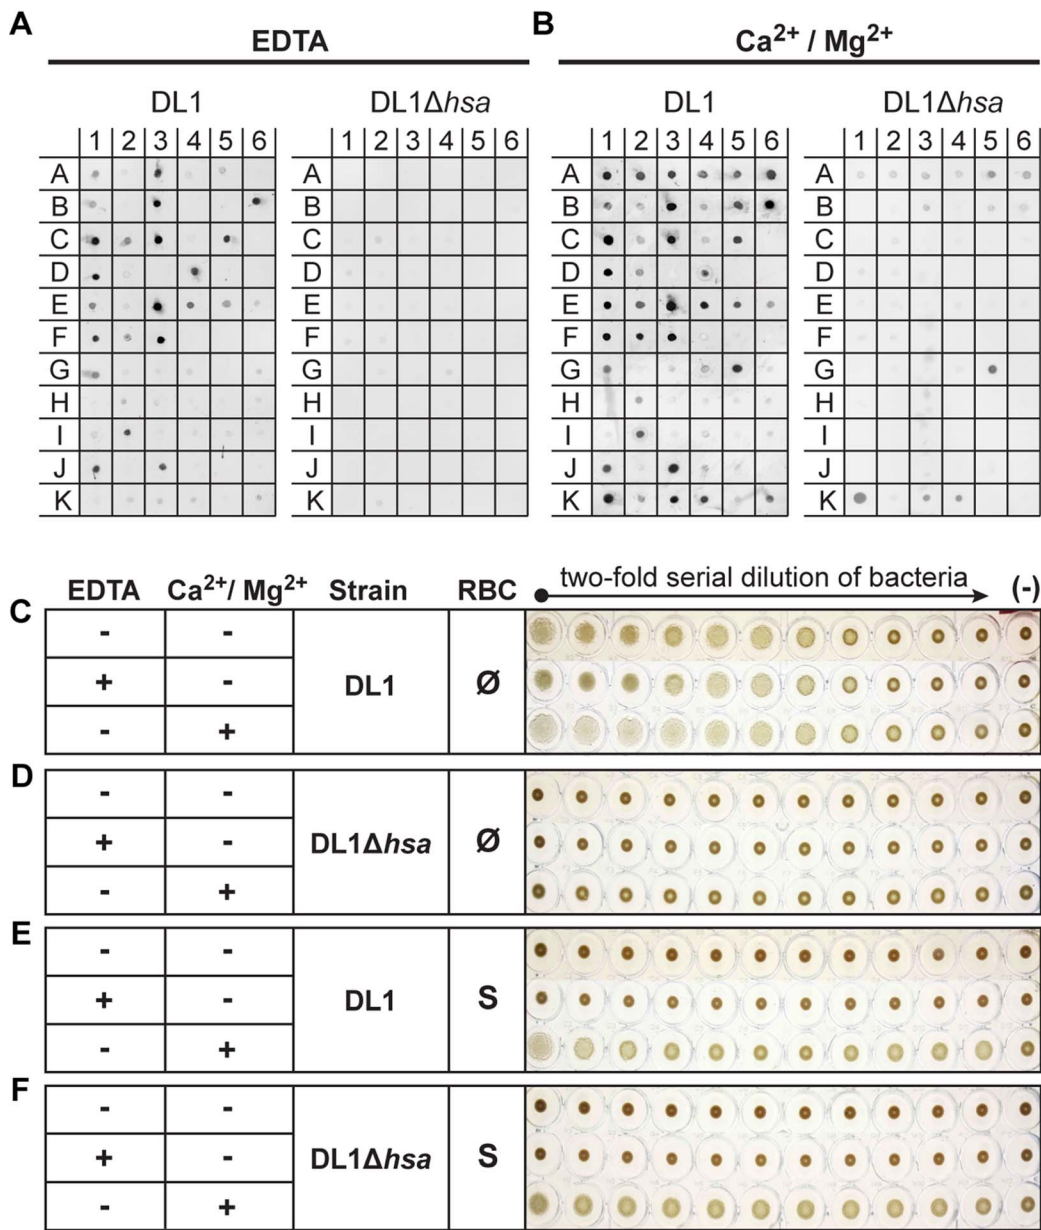 A B
EDTA Ca²⁺ / Mg²⁺
DL1 DL1Δhsa DL1 DL1Δhsa
1 2 3 4 5 6 1 2 3 4 5 6 1 2 3 4 5 6 1 2 3 4 5 6
A A A A
B B B B
C C C C
D D D D
E E E E
F F F F
G G G G
H H H H
I I I I
J J J J
K K K K
EDTA Ca²⁺/ Mg²⁺ Strain RBC two-fold serial dilution of bacteria (-)
C
- -
+ - DL1 Ø
- +
D
- -
+ - DL1Δhsa Ø
- +
E
- -
+ - DL1 S
- +
F
- -
+ - DL1Δhsa S
- +